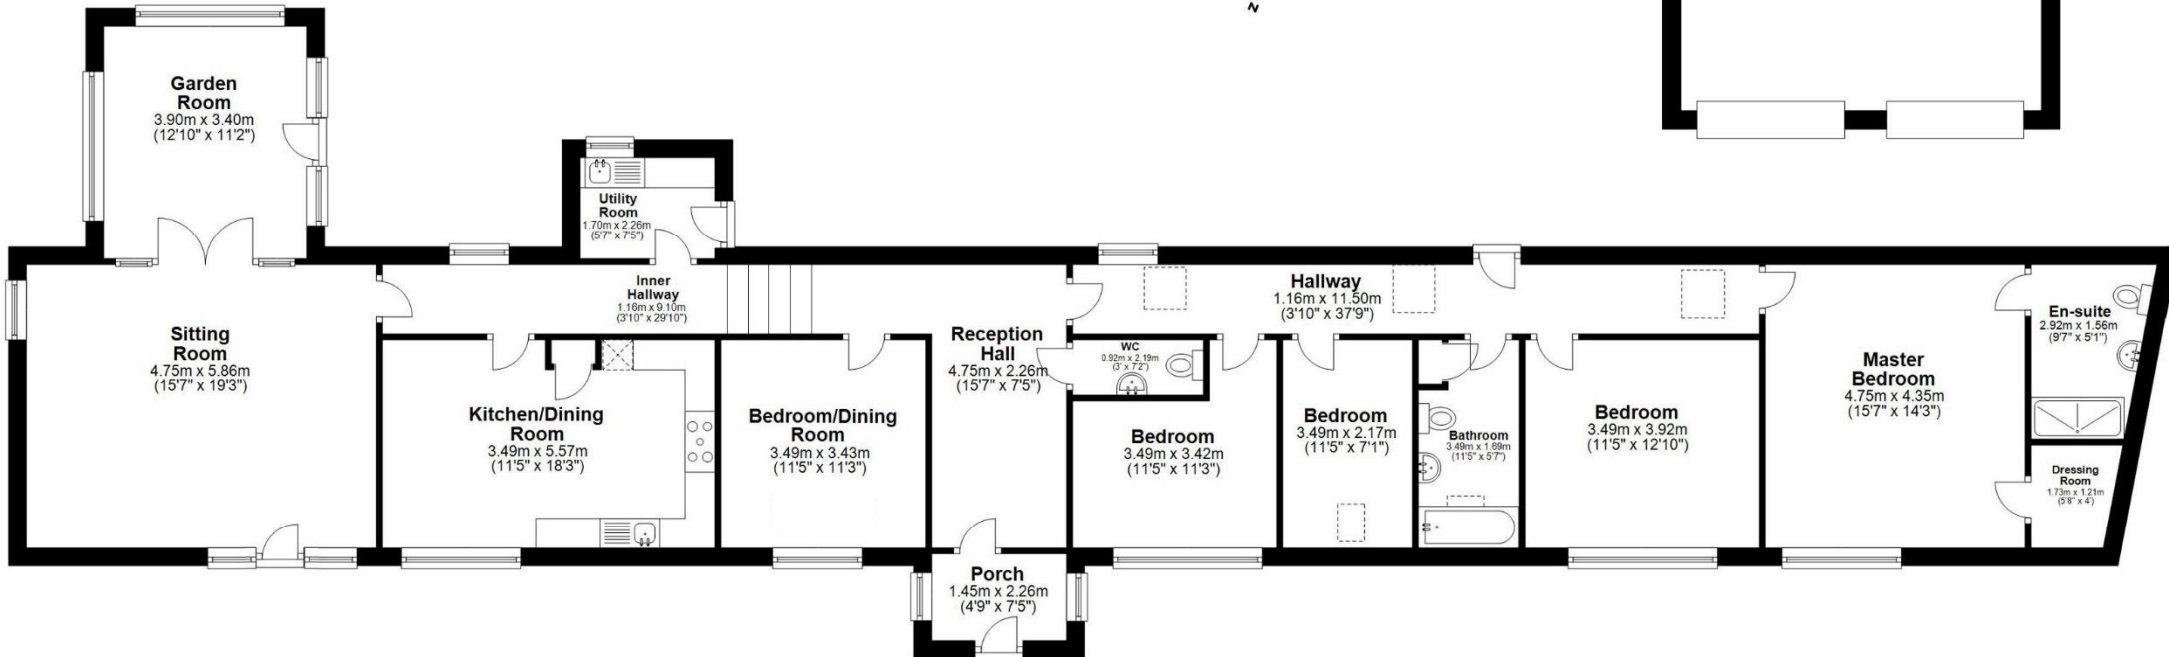 Garden
Room
3.90m x 3.40m
(12'10" x 11'2")
Utility
Room
1.70m x 2.26m
(5'7" x 7'5")
Inner
Hallway
1.16m x 9.10m
(3'10" x 29'10")
Hallway
1.16m x 11.50m
(3'10" x 37'9")
Sitting
Room
4.75m x 5.86m
(15'7" x 19'3")
Kitchen/Dining
Room
3.49m x 5.57m
(11'5" x 18'3")
Bedroom/Dining
Room
3.49m x 3.43m
(11'5" x 11'3")
Reception
Hall
4.75m x 2.26m
(15'7" x 7'5")
WC
0.92m x 2.19m
(3' x 7'2")
Bedroom
3.49m x 3.42m
(11'5" x 11'3")
Bedroom
3.49m x 2.17m
(11'5" x 7'1")
Bathroom
3.49m x 1.69m
(11'5" x 5'7")
Bedroom
3.49m x 3.92m
(11'5" x 12'10")
Master
Bedroom
4.75m x 4.35m
(15'7" x 14'3")
En-suite
2.92m x 1.56m
(9'7" x 5'1")
Dressing
Room
1.73m x 1.21m
(5'8" x 4')
Porch
1.45m x 2.26m
(4'9" x 7'5")